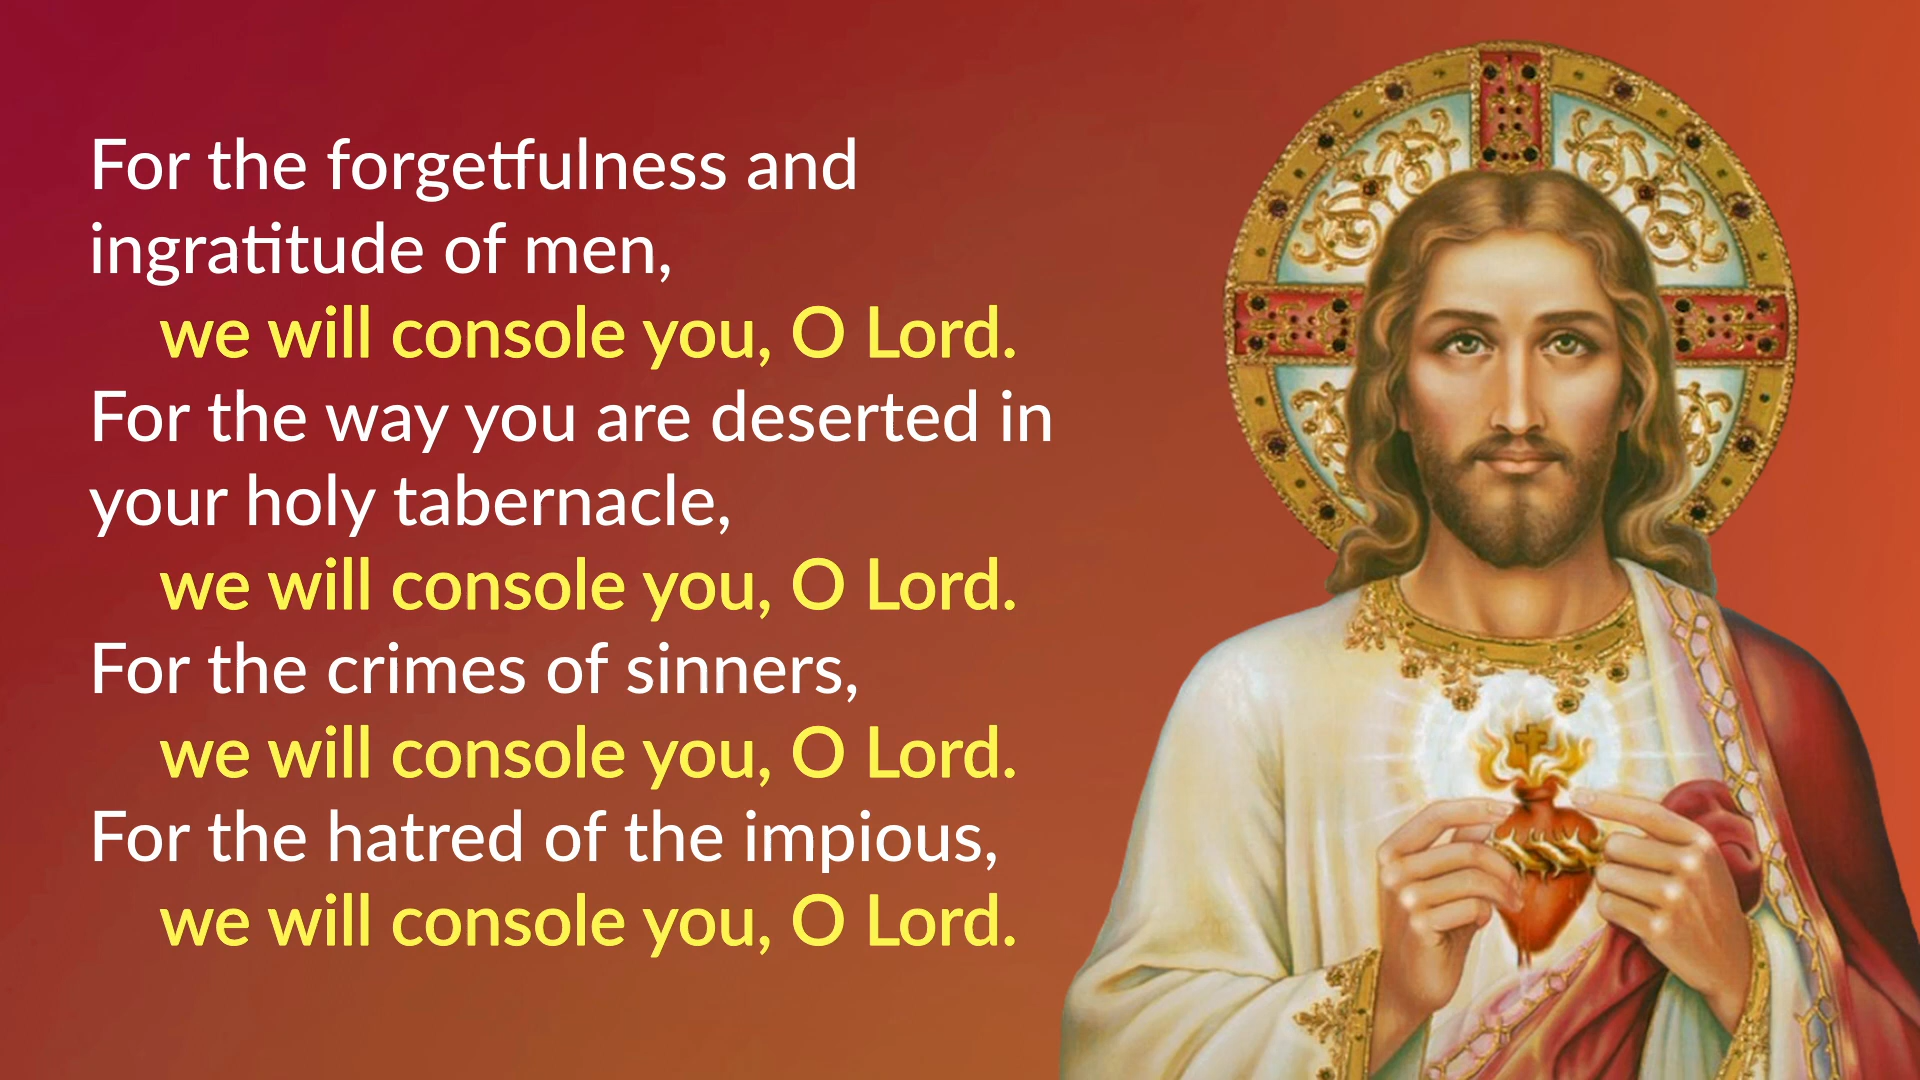 For the forgetfulness and
ingratitude of men,
we will console you, O Lord.
For the way you are deserted in
your holy tabernacle,
we will console you, O Lord.
For the crimes of sinners,
we will console you, O Lord.
For the hatred of the impious,
we will console you, O Lord.